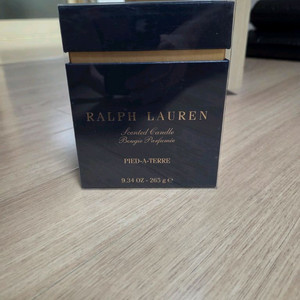 RALPH LAUREN
Scented Candle
Bougie Parfumée
PIED-A-TERRE
9.34 OZ - 265 g ℮